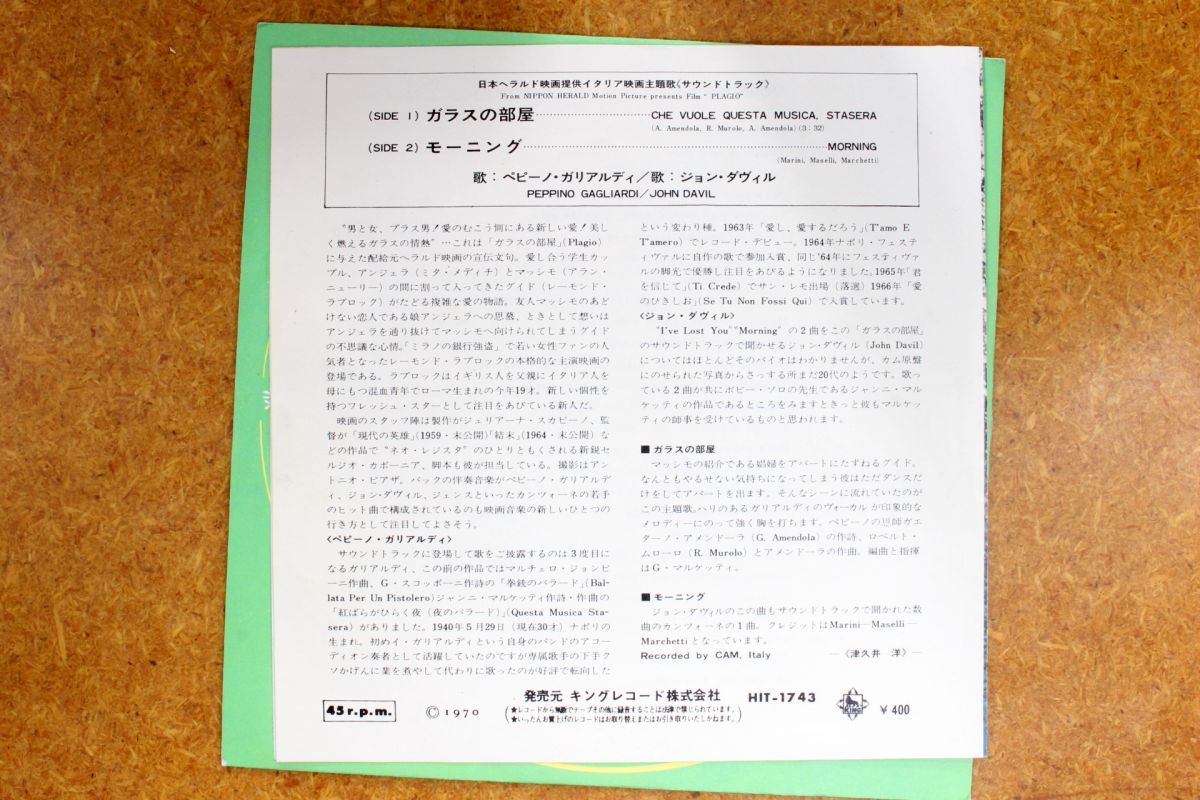 日本ヘラルド映画提供イタリア映画主題歌《サウンドトラック》
From NIPPON HERALD Motion Picture presents Film “ PLAGIO”
(SIDE 1) ガラスの部屋……………………CHE VUOLE QUESTA MUSICA, STASERA
(A. Amendola, R. Murolo, A. Amendola) (3:32)
(SIDE 2) モーニング……………………………………………………MORNING
(Marini, Maselli, Marchetti)
歌：ペピーノ・ガリアルディ／歌：ジョン・ダヴィル
PEPPINO GAGLIARDI／JOHN DAVIL
“男と女、プラス男！愛のむこう側にある新しい愛！美し
く燃えるガラスの情熱”…これは「ガラスの部屋」(Plagio)
に与えた配給元ヘラルド映画の宣伝文句。愛し合う学生カッ
プル、アンジェラ（ミタ・メディチ）とマッシモ（アラン・
ニューリー）の間に割って入ってきたグイド（レーモンド・
ラブロック）がたどる複雑な愛の物語。友人マッシモのあど
けない恋人である娘アンジェラへの思慕、ときとして想いは
アンジェラを通り抜けてマッシモへ向けられてしまうグイド
の不思議な心情。「ミラノの銀行強盗」で若い女性ファンの人
気者となったレーモンド・ラブロックの本格的な主演映画の
登場である。ラブロックはイギリス人を父親にイタリア人を
母にもつ混血青年でローマ生まれの今年19才。新しい個性を
持つフレッシュ・スターとして注目をあびている新人だ。
映画のスタッフ陣は製作がジュリアーナ・スカピーノ、監
督が「現代の英雄」(1959・未公開)「結末」(1964・未公開) な
どの作品で“ネオ・レジスタ”のひとりともくされる新鋭セ
ルジオ・カポーニア、脚本も彼が担当している。撮影はアン
トニオ・ピアザ。バックの伴奏音楽がペピーノ・ガリアルデ
ィ、ジョン・ダヴィル、ジェンスといったカンツォーネの若手
のヒット曲で構成されているのも映画音楽の新しいひとつの
行き方として注目してよさそう。
〈ペピーノ・ガリアルディ〉
サウンドトラックに登場して歌をご披露するのは３度目に
なるガリアルディ、この前の作品ではマルチェロ・ジョンビ
ーニ作曲、G・スコッボーニ作詩の「拳銃のバラード」(Bal-
lata Per Un Pistolero) ジャンニ・マルケッティ作詩・作曲の
「紅ばらがひらく夜（夜のバラード）」(Questa Musica Sta-
sera) がありました。1940年５月29日（現在30才）ナポリの
生まれ。初めイ・ガリアルディという自身のバンドのアコー
ディオン奏者として活躍していたのですが専属歌手の下手ク
ソかげんに業を煮やして代わりに歌ったのが好評で転向した
という変わり種。1963年「愛し、愛するだろう」(T'amo E
T'amero) でレコード・デビュー。1964年ナポリ・フェステ
ィヴァルに自作の歌で参加入賞、同じ’64年にフェスティヴァ
ルの脚光で優勝し注目をあびるようになりました。1965年「君
を信じて」(Ti Crede) でサン・レモ出場（落選）1966年「愛
のひきしお」(Se Tu Non Fossi Qui) で入賞しています。
〈ジョン・ダヴィル〉
“I've Lost You”“Morning” の２曲をこの「ガラスの部屋」
のサウンドトラックで聞かせるジョン・ダヴィル (John Davil)
についてはほとんどそのバイオはわかりませんが、カム原盤
にのせられた写真からさっする所まだ20代のようです。歌っ
ている２曲が共にボビー・ソロの先生であるジャンニ・マル
ケッティの作品であるところをみますときっと彼もマルケッ
ティの師事を受けているものと思われます。
■ガラスの部屋
マッシモの紹介である娼婦をアパートにたずねるグイド。
なんともやるせない気持ちになってしまう彼はただダンスだ
けをしてアパートを出ます。そんなシーンに流れていたのが
この主題歌。ハリのあるガリアルディのヴォーカルが印象的な
メロディーにのって強く胸を打ちます。ペピーノの恩師ガエ
ターノ・アメンドーラ (G. Amendola) の作詩、ロベルト・
ムローロ (R. Murolo) とアメンドーラの作曲。編曲と指揮
はG・マルケッティ。
■モーニング
ジョン・ダヴィルのこの曲もサウンドトラックで聞かれた数
曲のカンツォーネの１曲。クレジットはMarini—Maselli—
Marchettiとなっています。
Recorded by CAM, Italy —《津久井 洋》—
45 r.p.m. Ⓒ 1970 発売元 キングレコード株式会社 HIT-1743 KING ￥400
★レコードから無断でテープその他に録音することは法律で禁じられています。
★いったんお買上げのレコードはお取り替えまたはお引き取りいたしかねます。